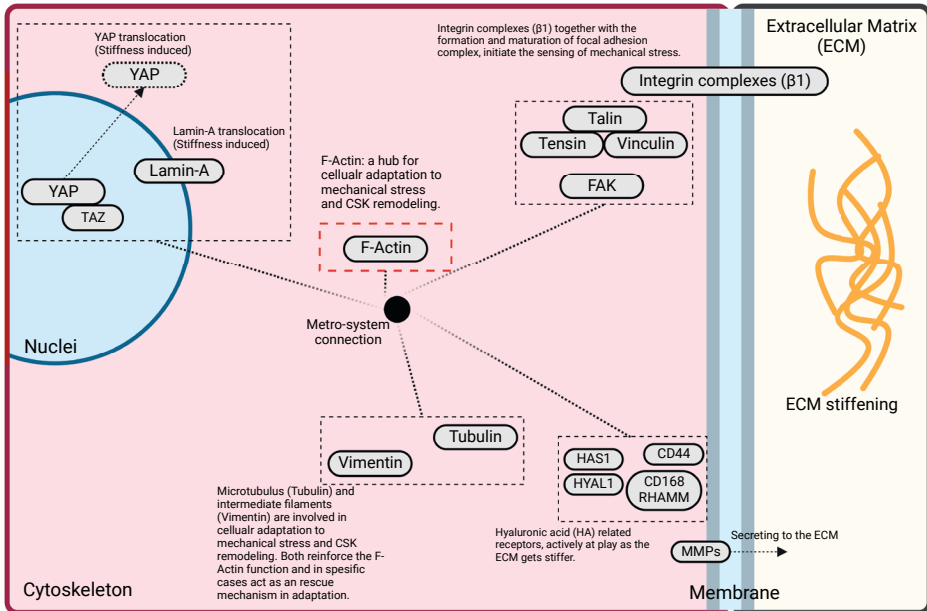 YAP translocation
(Stiffness induced)
YAP
Lamin-A translocation
(Stiffness induced)
Lamin-A
YAP
TAZ
Nuclei
Integrin complexes (β1) together with the
formation and maturation of focal adhesion
complex, initiate the sensing of mechanical stress.
Extracellular Matrix
(ECM)
Integrin complexes (β1)
Talin
Tensin
Vinculin
FAK
F-Actin: a hub for
cellualr adaptation to
mechanical stress
and CSK remodeling.
F-Actin
Metro-system
connection
ECM stiffening
Tubulin
Vimentin
Microtubulus (Tubulin) and
intermediate filaments
(Vimentin) are involved in
cellualr adaptation to
mechanical stress and CSK
remodeling. Both reinforce the F-
Actin function and in spesific
cases act as an rescue
mechanism in adaptation.
HAS1
CD44
HYAL1
CD168
RHAMM
Hyaluronic acid (HA) related
receptors, actively at play as the
ECM gets stiffer.
Secreting to the ECM
MMPs
Cytoskeleton
Membrane